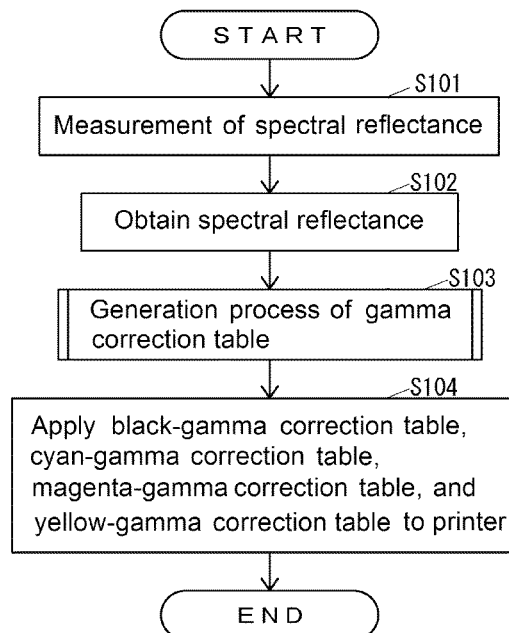 START
S101
Measurement of spectral reflectance
S102
Obtain spectral reflectance
S103
Generation process of gamma
correction table
S104
Apply black-gamma correction table,
cyan-gamma correction table,
magenta-gamma correction table, and
yellow-gamma correction table to printer
END